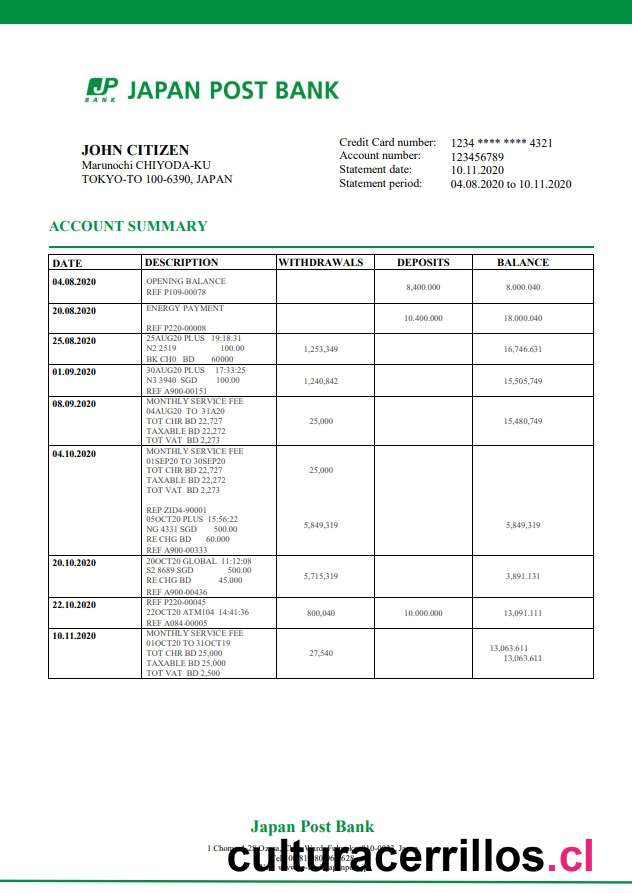 JP BANK JAPAN POST BANK
JOHN CITIZEN
Marunochi CHIYODA-KU
TOKYO-TO 100-6390, JAPAN
Credit Card number: 1234 **** **** 4321
Account number: 123456789
Statement date: 10.11.2020
Statement period: 04.08.2020 to 10.11.2020
ACCOUNT SUMMARY
DATE DESCRIPTION WITHDRAWALS DEPOSITS BALANCE
04.08.2020 OPENING BALANCE
REF P109-00078 8,400.000 8.000.040
20.08.2020 ENERGY PAYMENT
10.400.000 18.000.040
REF P220-00008
25.08.2020 25AUG20 PLUS 19:18:31
N2 2519 100.00 1,253,349 16,746.631
BK CH0 BD 60000
01.09.2020 30AUG20 PLUS 17:33:25
N3 3940 SGD 100.00 1,240,842 15,505,749
REF A900-00151
08.09.2020 MONTHLY SERVICE FEE
04AUG20 TO 31A20
TOT CHR BD 22,727 25,000 15,480,749
TAXABLE BD 22,272
TOT VAT BD 2,273
04.10.2020 MONTHLY SERVICE FEE
01SEP20 TO 30SEP20
TOT CHR BD 22,727 25,000
TAXABLE BD 22,272
TOT VAT BD 2,273
REP ZID4-90001
05OCT20 PLUS 15:56:22
NG 4331 SGD 500.00 5,849,319 5,849,319
RE CHG BD 60.000
REF A900-00333
20.10.2020 20OCT20 GLOBAL 11:12:08
S2 8689 SGD 500.00
RE CHG BD 45.000 5,715,319 3,891.131
REF A900-00436
22.10.2020 REF P220-00045
22OCT20 ATM104 14:41:36 800,040 10.000.000 13,091.111
REF A084-00005
10.11.2020 MONTHLY SERVICE FEE
01OCT20 TO 31OCT19 13,063.611
TOT CHR BD 25,000 27,540 13,063.611
TAXABLE BD 25,000
TOT VAT BD 2,500
Japan Post Bank
culturacerrillos.cl